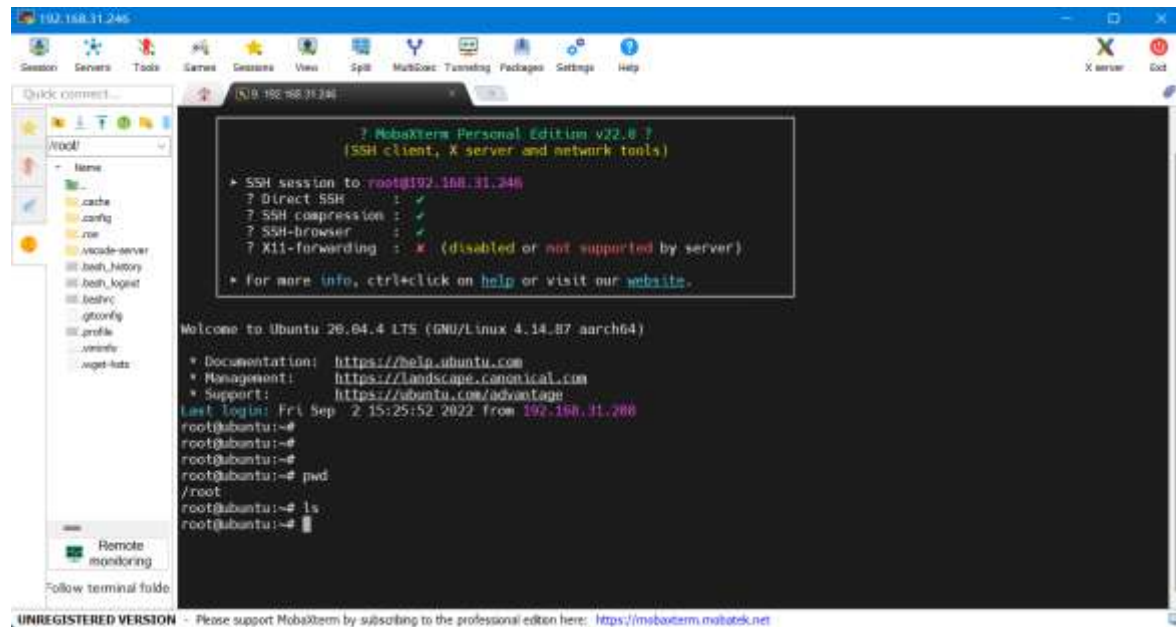 192.168.31.246
Session Servers Tools Games Sessions View Split MultiExec Tunneling Packages Settings Help
X server Exit
Quick connect...
9. 192.168.31.246
/root/
Name
..
.cache
.config
.vscode-server
.bash_history
.bash_logout
.bashrc
.gitconfig
.profile
.viminfo
.wget-hsts
Remote
monitoring
Follow terminal folde
? MobaXterm Personal Edition v22.0 ?
(SSH client, X server and network tools)
► SSH session to root@192.168.31.246
? Direct SSH : ✓
? SSH compression : ✓
? SSH-browser : ✓
? X11-forwarding : ✗ (disabled or not supported by server)
► For more info, ctrl+click on help or visit our website.
Welcome to Ubuntu 20.04.4 LTS (GNU/Linux 4.14.87 aarch64)
* Documentation: https://help.ubuntu.com
* Management: https://landscape.canonical.com
* Support: https://ubuntu.com/advantage
Last login: Fri Sep 2 15:25:52 2022 from 192.168.31.200
root@ubuntu:~#
root@ubuntu:~#
root@ubuntu:~#
root@ubuntu:~# pwd
/root
root@ubuntu:~# ls
root@ubuntu:~#
UNREGISTERED VERSION - Please support MobaXterm by subscribing to the professional edition here: https://mobaxterm.mobatek.net